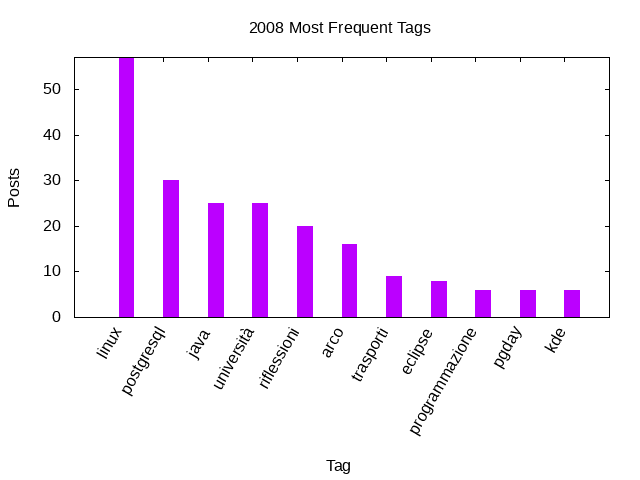 2008 Most Frequent Tags
Posts
50
40
30
20
10
0
linux
postgresql
java
università
riflessioni
arco
trasporti
eclipse
programmazione
pgday
kde
Tag